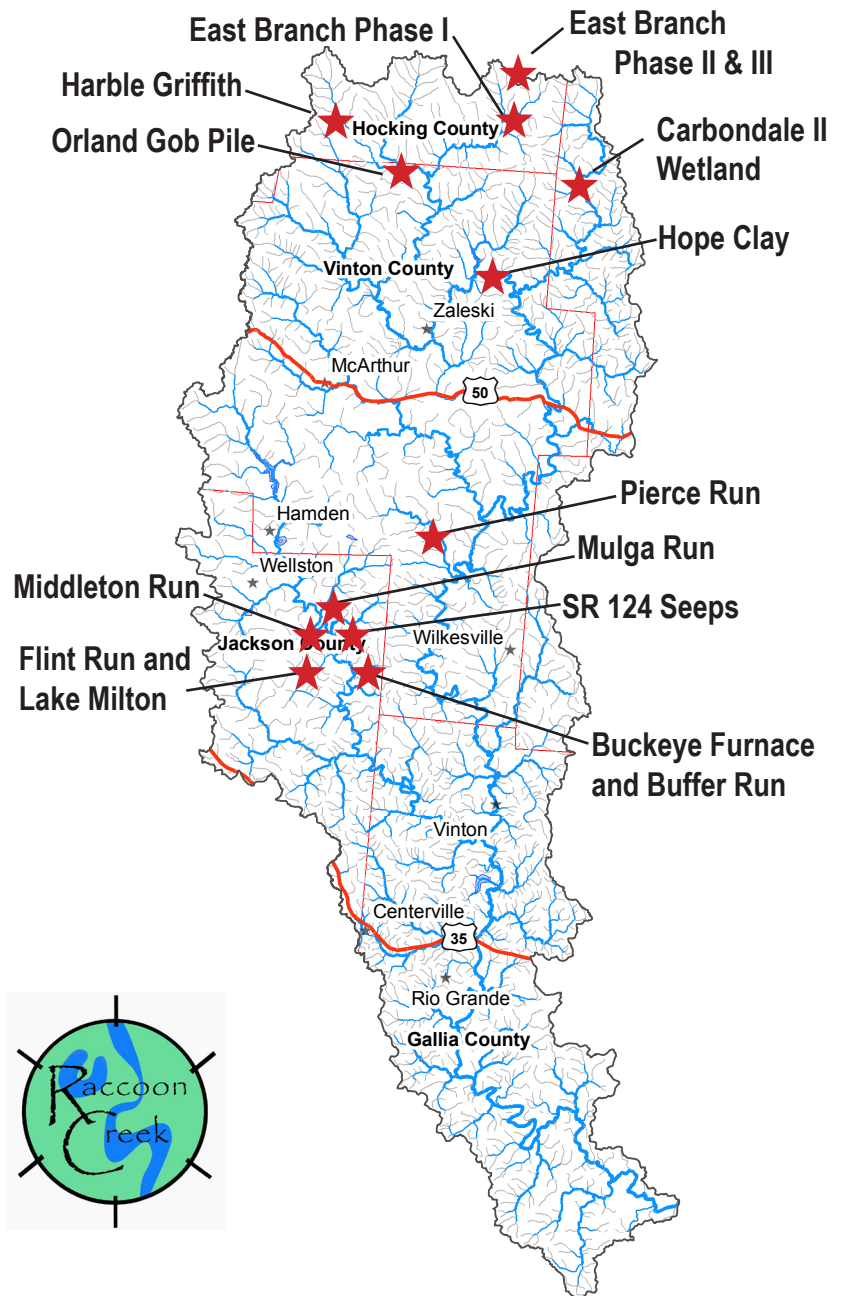 East Branch Phase I
East Branch
Phase II & III
Harble Griffith
Hocking County
Orland Gob Pile
Carbondale II
Wetland
Hope Clay
Vinton County
Zaleski
McArthur
50
Pierce Run
Hamden
Mulga Run
Wellston
Middleton Run
SR 124 Seeps
Jackson County
Wilkesville
Flint Run and
Lake Milton
Buckeye Furnace
and Buffer Run
Vinton
Centerville
35
Rio Grande
Gallia County
Raccoon
Creek